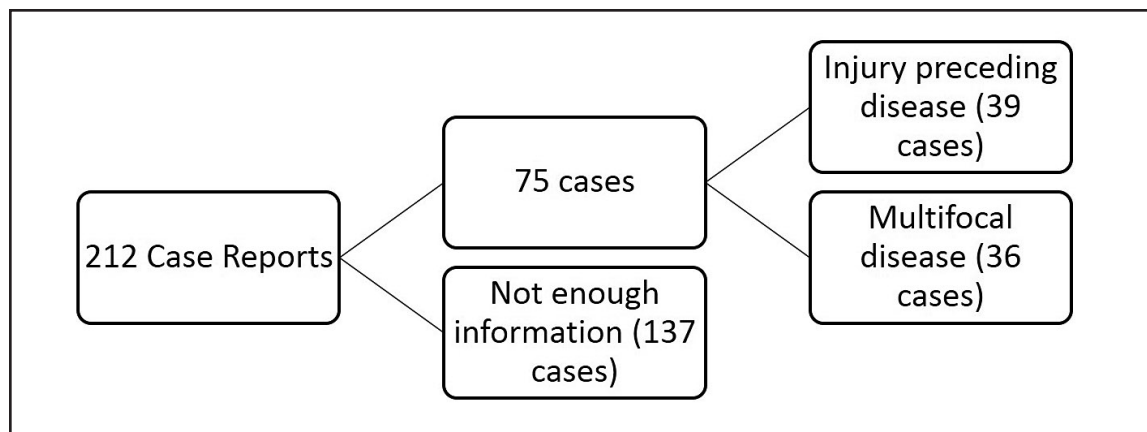 212 Case Reports
75 cases
Not enough
information (137
cases)
Injury preceding
disease (39
cases)
Multifocal
disease (36
cases)